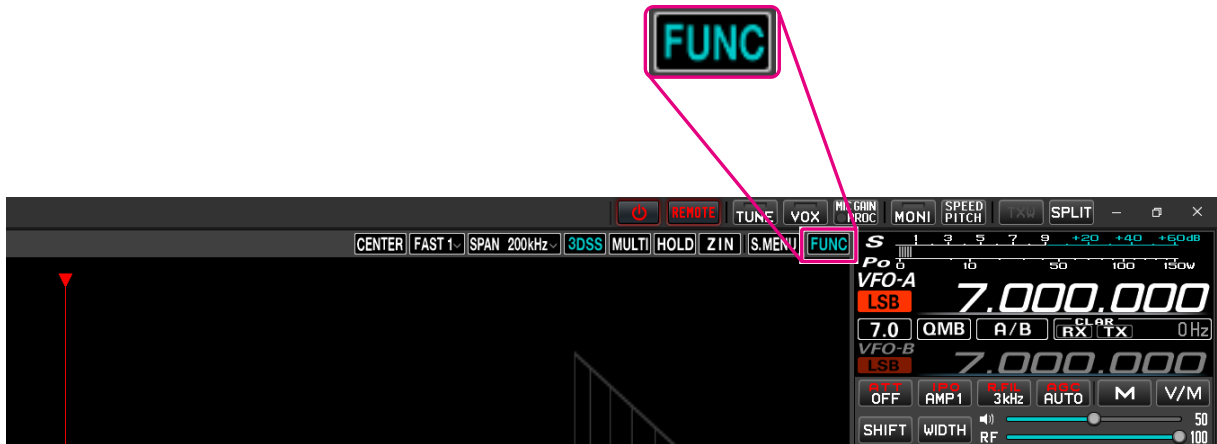 FUNC
REMOTE TUNE VOX MIC GAIN PROC MONI SPEED PITCH TXW SPLIT
CENTER FAST 1 SPAN 200kHz 3DSS MULTI HOLD ZIN S.MENU FUNC
S 1 3 5 7 9 +20 +40 +60dB
Po 0 10 50 100 150W
VFO-A
LSB 7.000.000
7.0 QMB A/B CLAR RX TX 0Hz
VFO-B
LSB 7.000.000
ATT OFF IPO AMP1 R.FIL 3kHz AGC AUTO M V/M
SHIFT WIDTH 50
RF 100